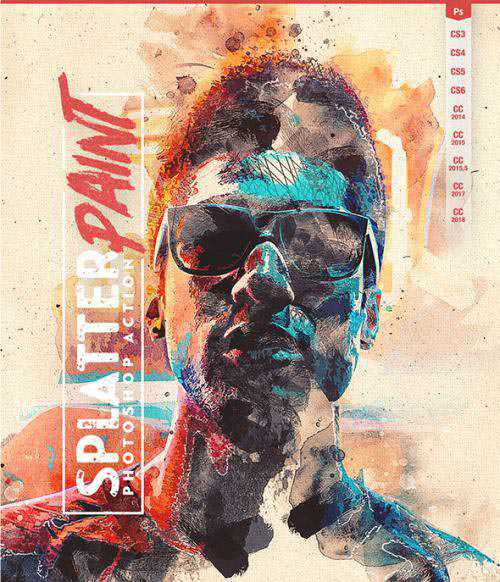 Ps
CS3
CS4
CS5
CS6
CC
2014
CC
2015
CC
2015,5
CC
2017
CC
2018
SPLATTER PAINT
PHOTOSHOP ACTION